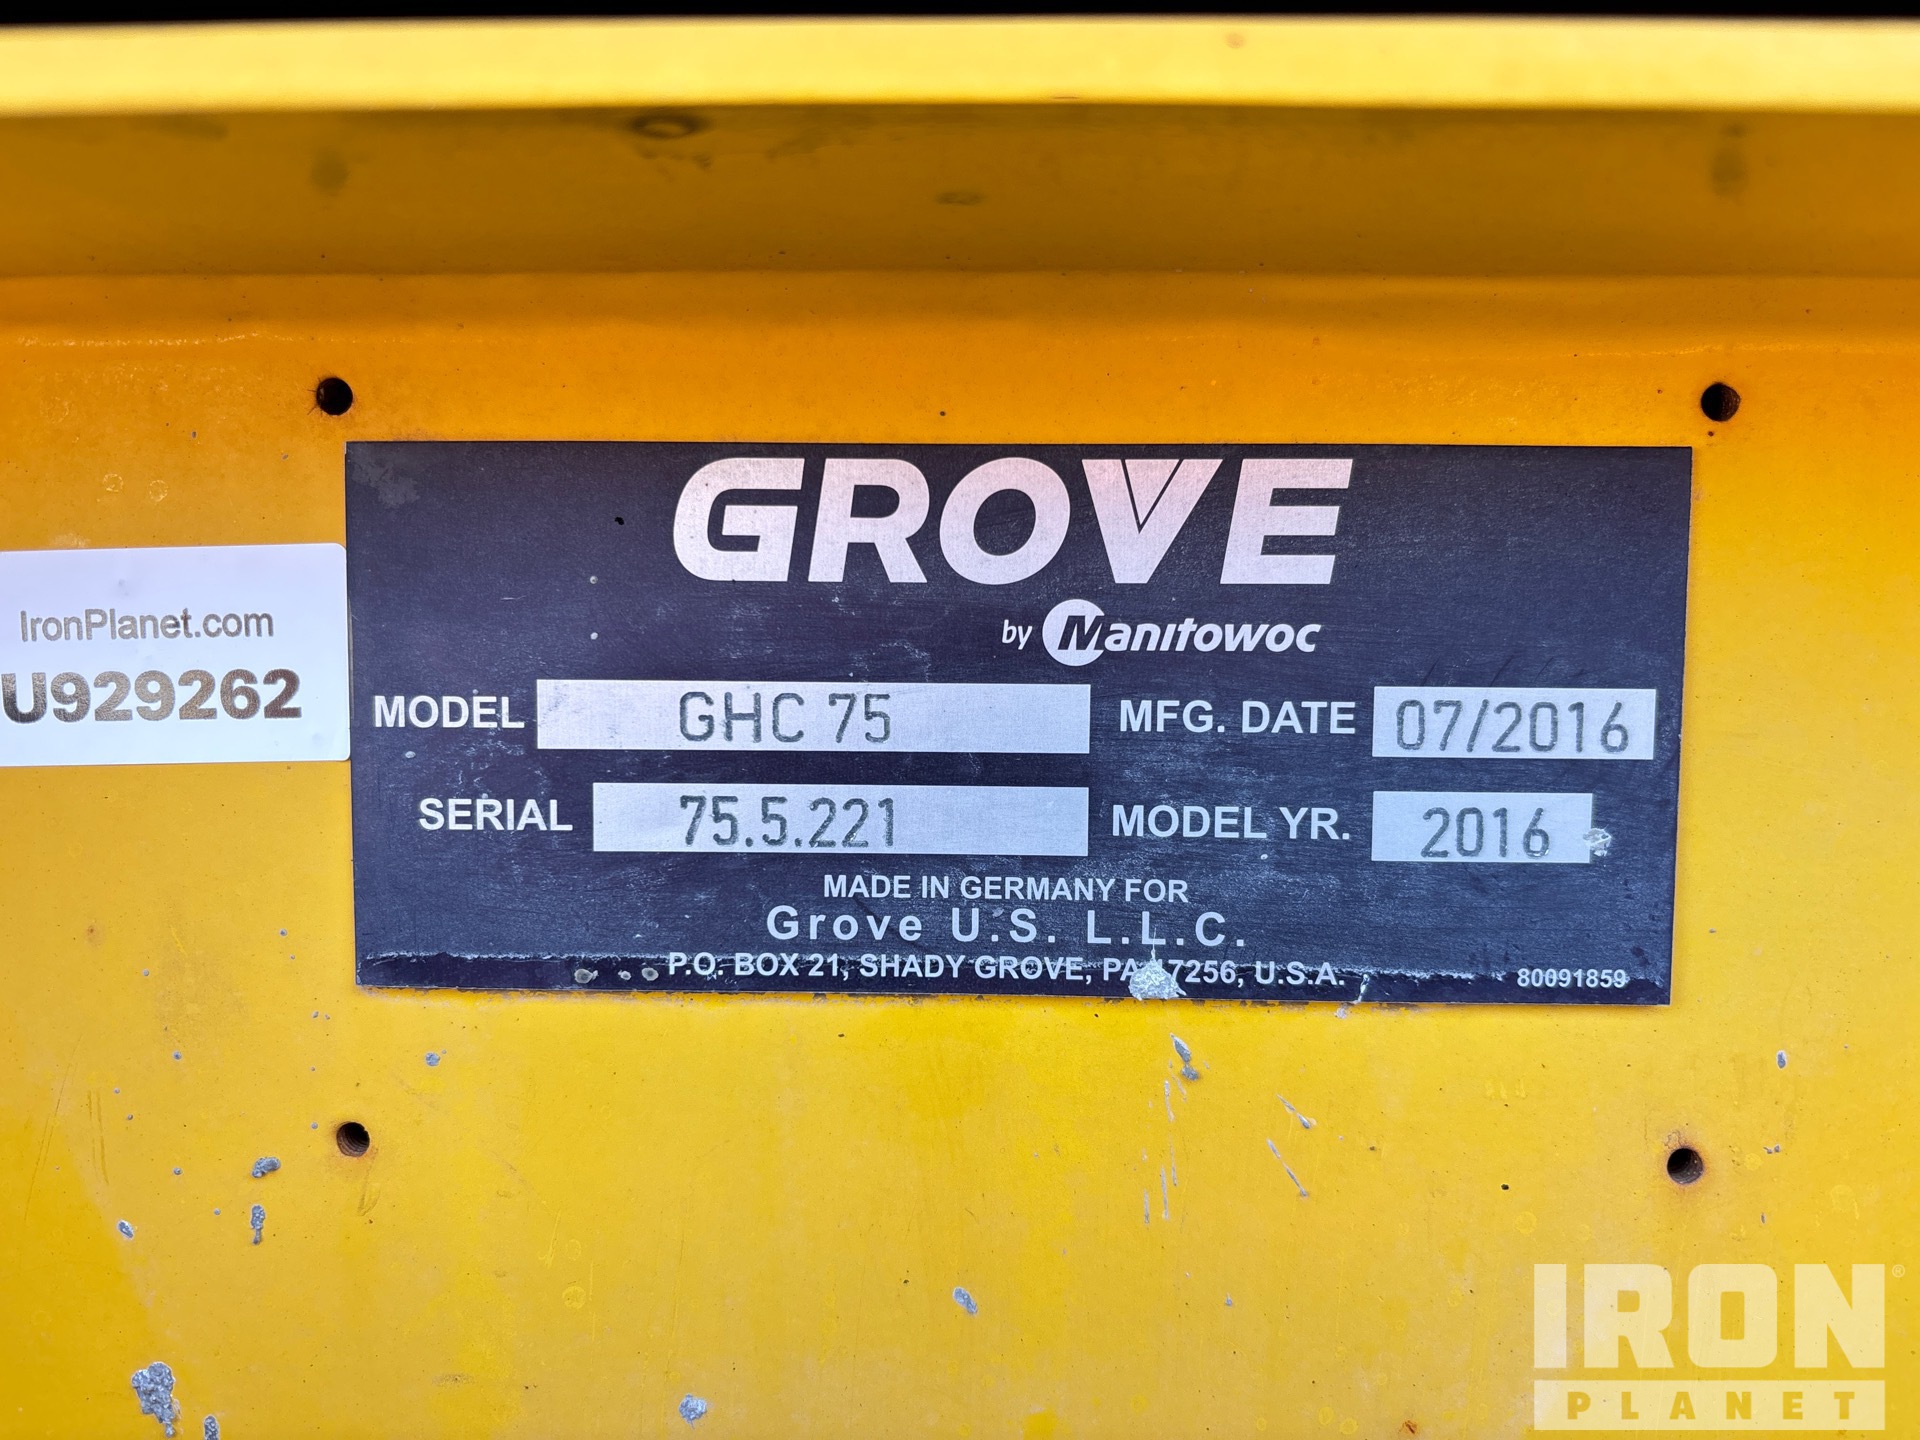 GROVE
by Manitowoc
MODEL GHC 75 MFG. DATE 07/2016
SERIAL 75.5.221 MODEL YR. 2016
MADE IN GERMANY FOR
Grove U.S. L.L.C.
P.O. BOX 21, SHADY GROVE, PA 17256, U.S.A.
80091859
IronPlanet.com
U929262
IRON®
PLANET